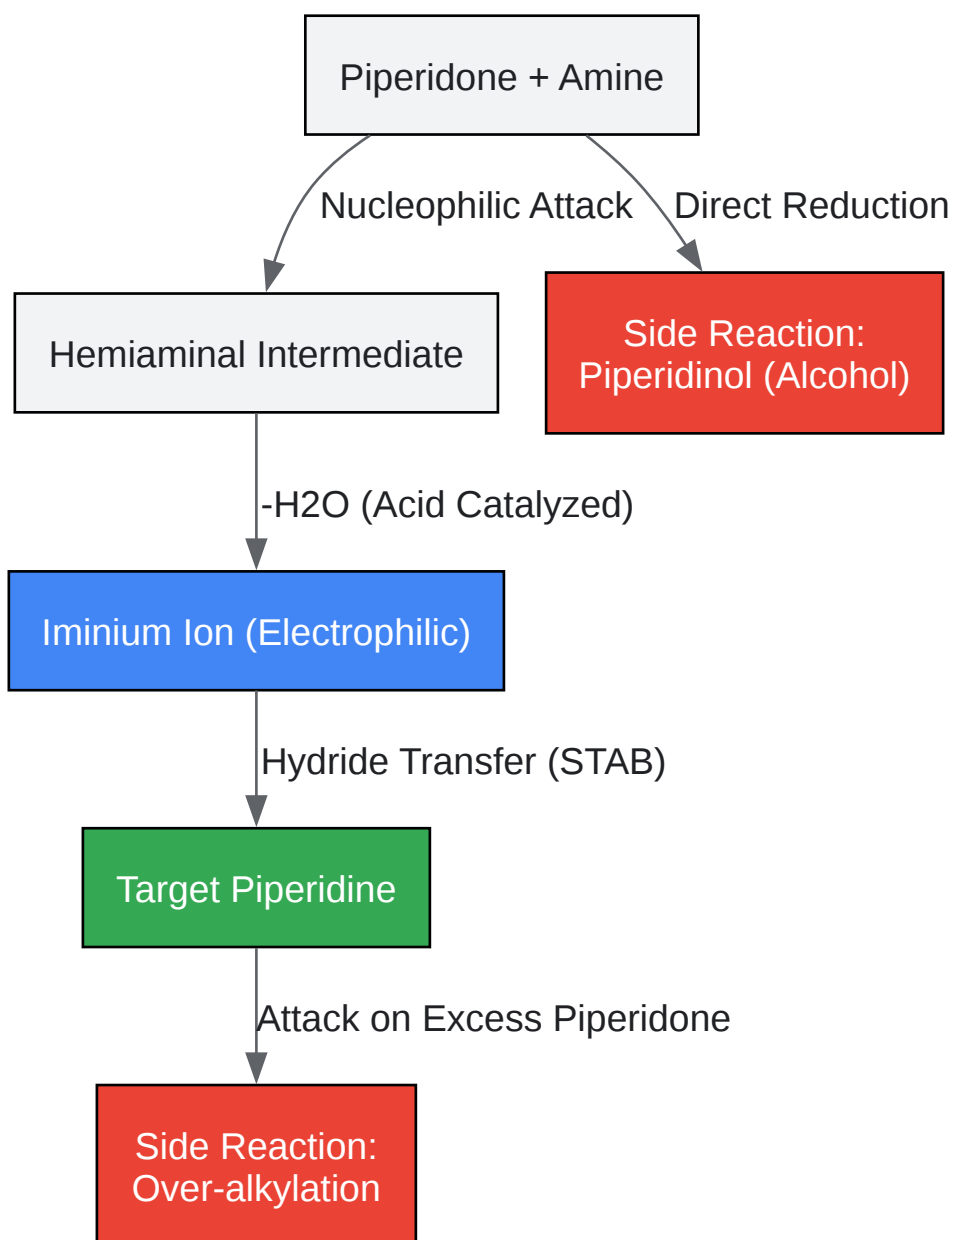 Piperidone + Amine
Nucleophilic Attack
Direct Reduction
Hemiaminal Intermediate
Side Reaction:
Piperidinol (Alcohol)
-H2O (Acid Catalyzed)
Iminium Ion (Electrophilic)
Hydride Transfer (STAB)
Target Piperidine
Attack on Excess Piperidone
Side Reaction:
Over-alkylation